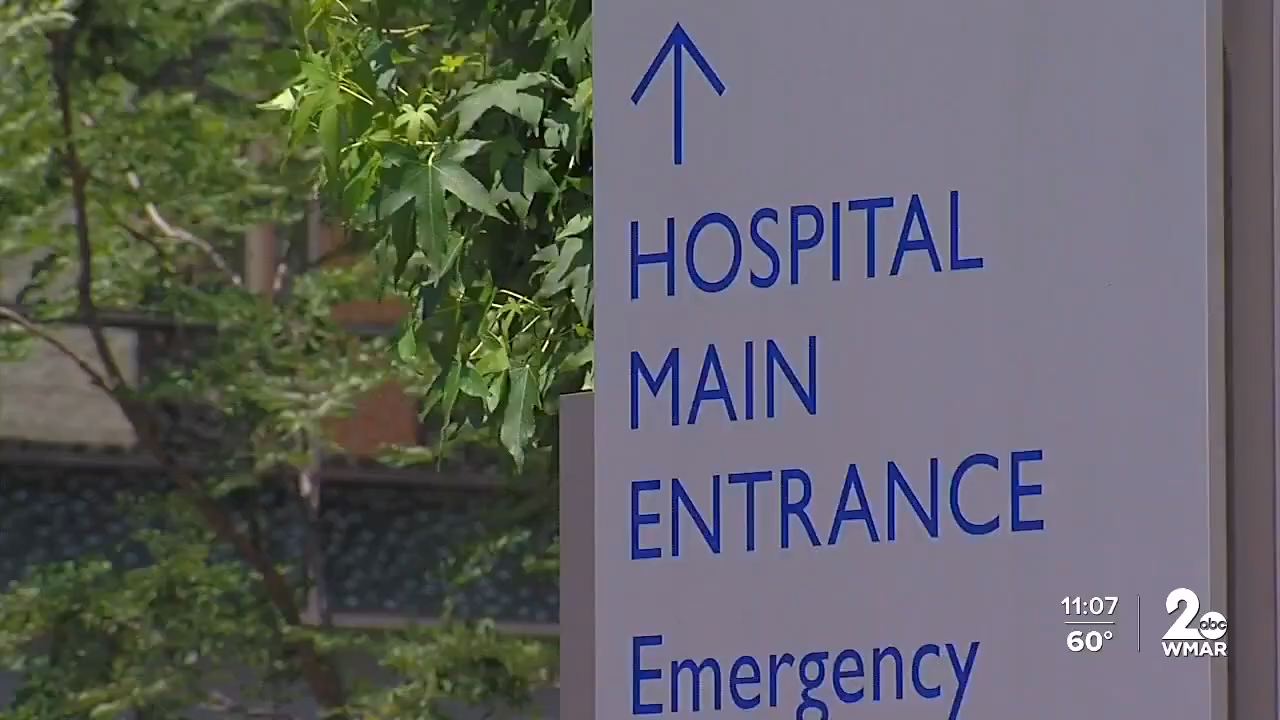 HOSPITAL
MAIN
ENTRANCE
Emergency
11:07
60°
2 abc
WMAR